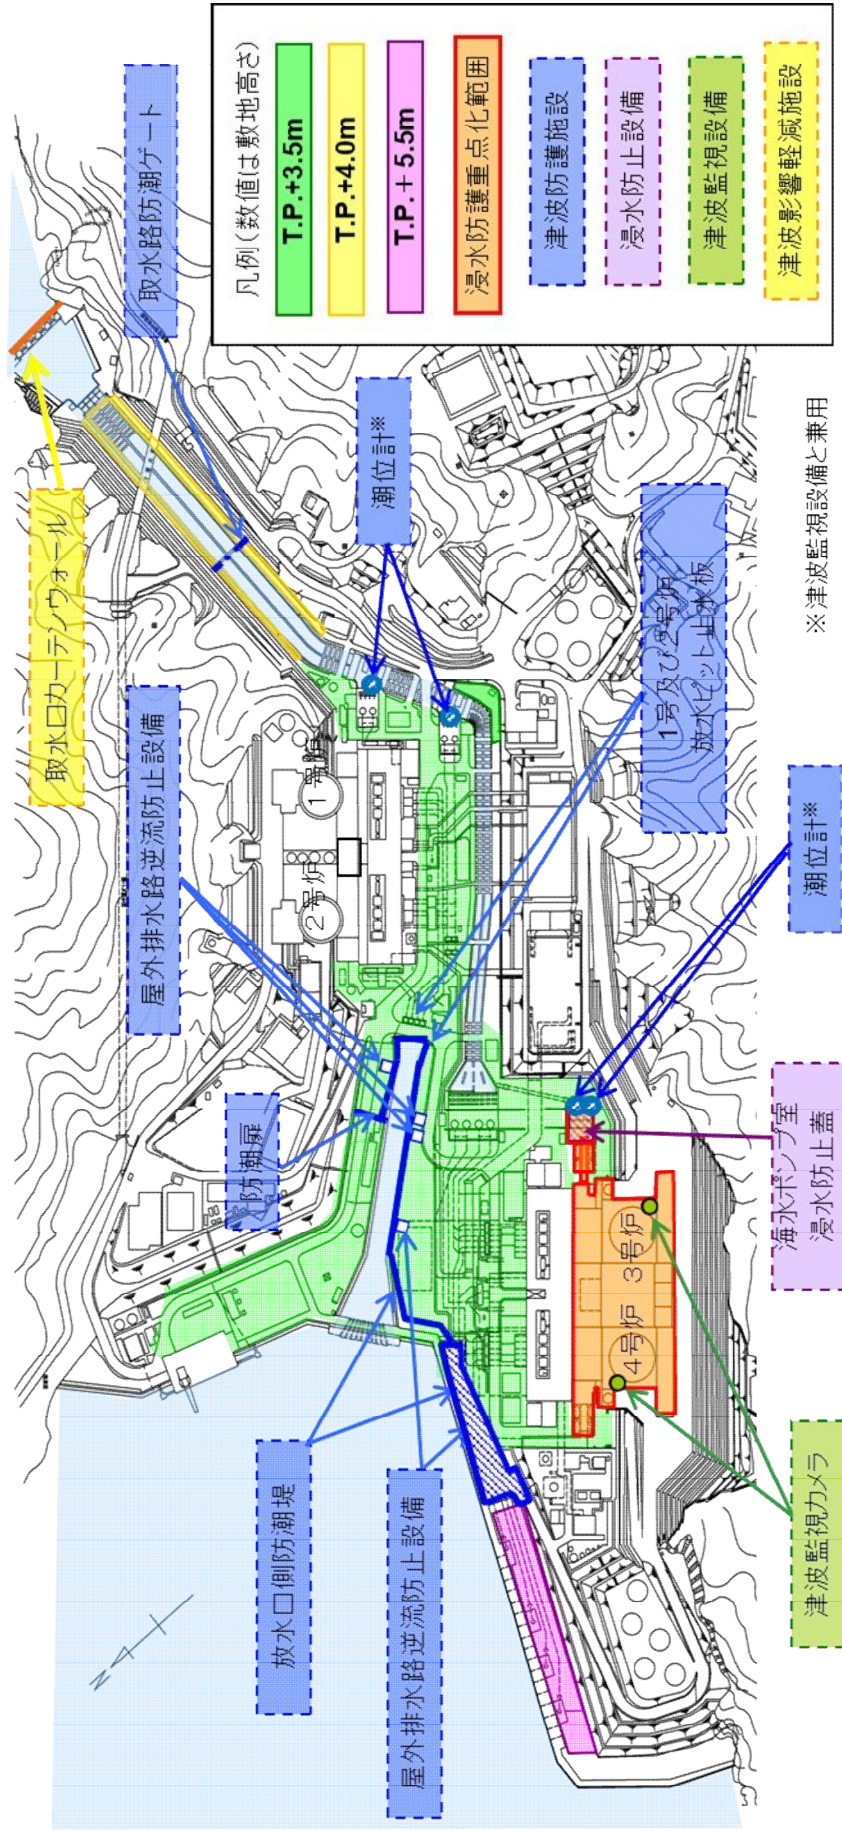 取水口カーテンウォール
取水路防潮ゲート
屋外排水路逆流防止設備
潮位計※
防潮扉
1号炉
2号炉
1号及び2号炉
放水ピット止水板
放水口側防潮堤
屋外排水路逆流防止設備
3号炉
4号炉
潮位計※
海水ポンプ室
浸水防止蓋
津波監視カメラ
N
凡例(数値は敷地高さ)
T.P.+3.5m
T.P.+4.0m
T.P.+5.5m
浸水防護重点化範囲
津波防護施設
浸水防止設備
津波監視設備
津波影響軽減施設
※津波監視設備と兼用